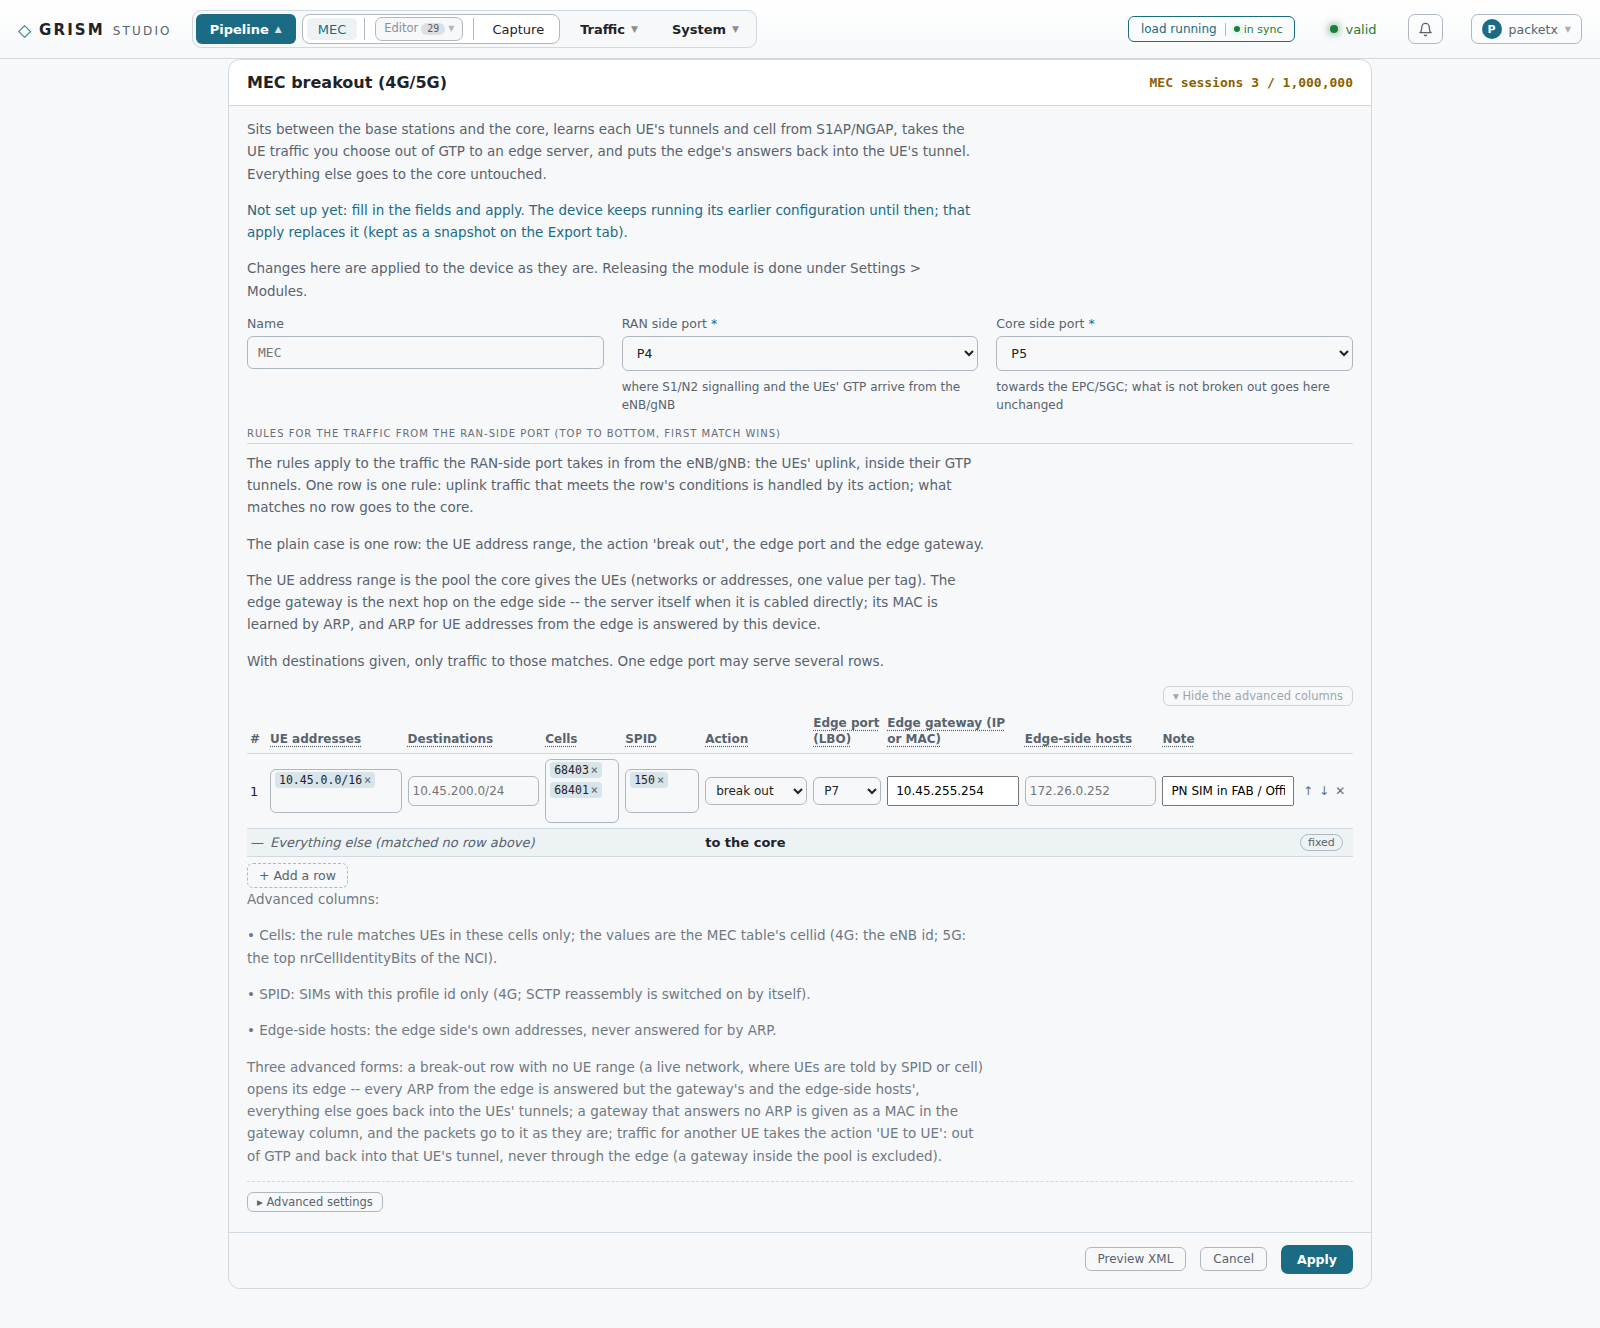 ◇ GRISM STUDIO
Pipeline ▲ MEC Editor 29 ▼ Capture Traffic ▼ System ▼
load running in sync valid P packetx ▼
MEC breakout (4G/5G)
MEC sessions 3 / 1,000,000
Sits between the base stations and the core, learns each UE's tunnels and cell from S1AP/NGAP, takes the
UE traffic you choose out of GTP to an edge server, and puts the edge's answers back into the UE's tunnel.
Everything else goes to the core untouched.
Not set up yet: fill in the fields and apply. The device keeps running its earlier configuration until then; that
apply replaces it (kept as a snapshot on the Export tab).
Changes here are applied to the device as they are. Releasing the module is done under Settings >
Modules.
Name RAN side port * Core side port *
MEC P4 P5
where S1/N2 signalling and the UEs' GTP arrive from the
eNB/gNB
towards the EPC/5GC; what is not broken out goes here
unchanged
RULES FOR THE TRAFFIC FROM THE RAN-SIDE PORT (TOP TO BOTTOM, FIRST MATCH WINS)
The rules apply to the traffic the RAN-side port takes in from the eNB/gNB: the UEs' uplink, inside their GTP
tunnels. One row is one rule: uplink traffic that meets the row's conditions is handled by its action; what
matches no row goes to the core.
The plain case is one row: the UE address range, the action 'break out', the edge port and the edge gateway.
The UE address range is the pool the core gives the UEs (networks or addresses, one value per tag). The
edge gateway is the next hop on the edge side -- the server itself when it is cabled directly; its MAC is
learned by ARP, and ARP for UE addresses from the edge is answered by this device.
With destinations given, only traffic to those matches. One edge port may serve several rows.
▾ Hide the advanced columns
# UE addresses Destinations Cells SPID Action Edge port (LBO) Edge gateway (IP or MAC) Edge-side hosts Note
1 10.45.0.0/16× 10.45.200.0/24 68403× 68401× 150× break out P7 10.45.255.254 172.26.0.252 PN SIM in FAB / Offi ↑ ↓ ✕
— Everything else (matched no row above) to the core fixed
+ Add a row
Advanced columns:
• Cells: the rule matches UEs in these cells only; the values are the MEC table's cellid (4G: the eNB id; 5G:
the top nrCellIdentityBits of the NCI).
• SPID: SIMs with this profile id only (4G; SCTP reassembly is switched on by itself).
• Edge-side hosts: the edge side's own addresses, never answered for by ARP.
Three advanced forms: a break-out row with no UE range (a live network, where UEs are told by SPID or cell)
opens its edge -- every ARP from the edge is answered but the gateway's and the edge-side hosts',
everything else goes back into the UEs' tunnels; a gateway that answers no ARP is given as a MAC in the
gateway column, and the packets go to it as they are; traffic for another UE takes the action 'UE to UE': out
of GTP and back into that UE's tunnel, never through the edge (a gateway inside the pool is excluded).
▸ Advanced settings
Preview XML Cancel Apply